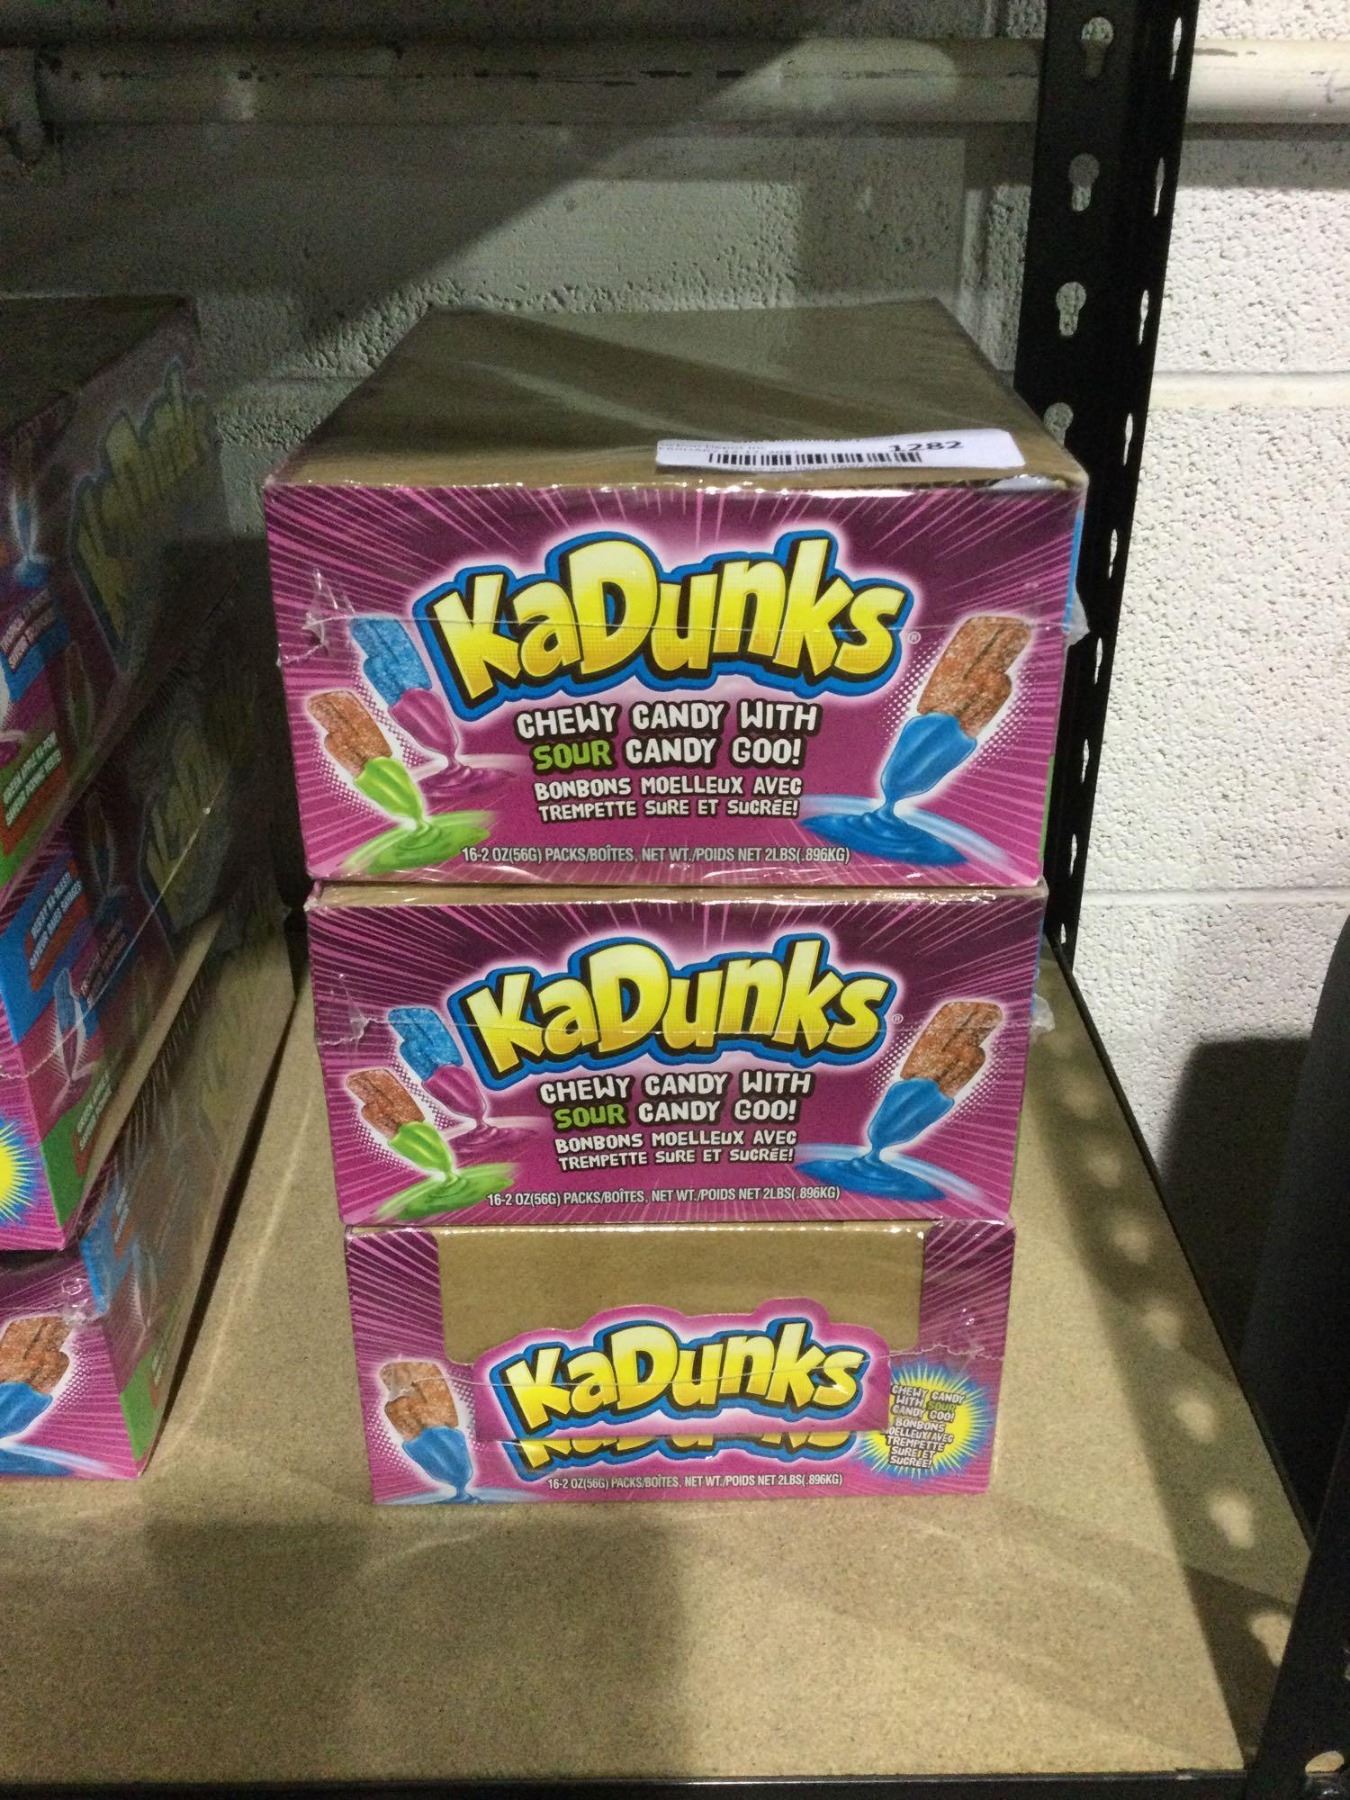 1282
KaDunks®
CHEWY CANDY WITH
SOUR CANDY GOO!
BONBONS MOELLEUX AVEC
TREMPETTE SURE ET SUCRÉE!
16-2 OZ(56G) PACKS/BOÎTES, NET WT./POIDS NET 2LBS(.896KG)
KaDunks®
CHEWY CANDY WITH
SOUR CANDY GOO!
BONBONS MOELLEUX AVEC
TREMPETTE SURE ET SUCRÉE!
16-2 OZ(56G) PACKS/BOÎTES, NET WT./POIDS NET 2LBS(.896KG)
KaDunks
CHEWY CANDY
WITH SOUR
CANDY GOO!
BONBONS
MOELLEUX AVEC
TREMPETTE
SURE ET
SUCRÉE!
16-2 OZ(56G) PACKS/BOÎTES, NET WT./POIDS NET 2LBS(.896KG)